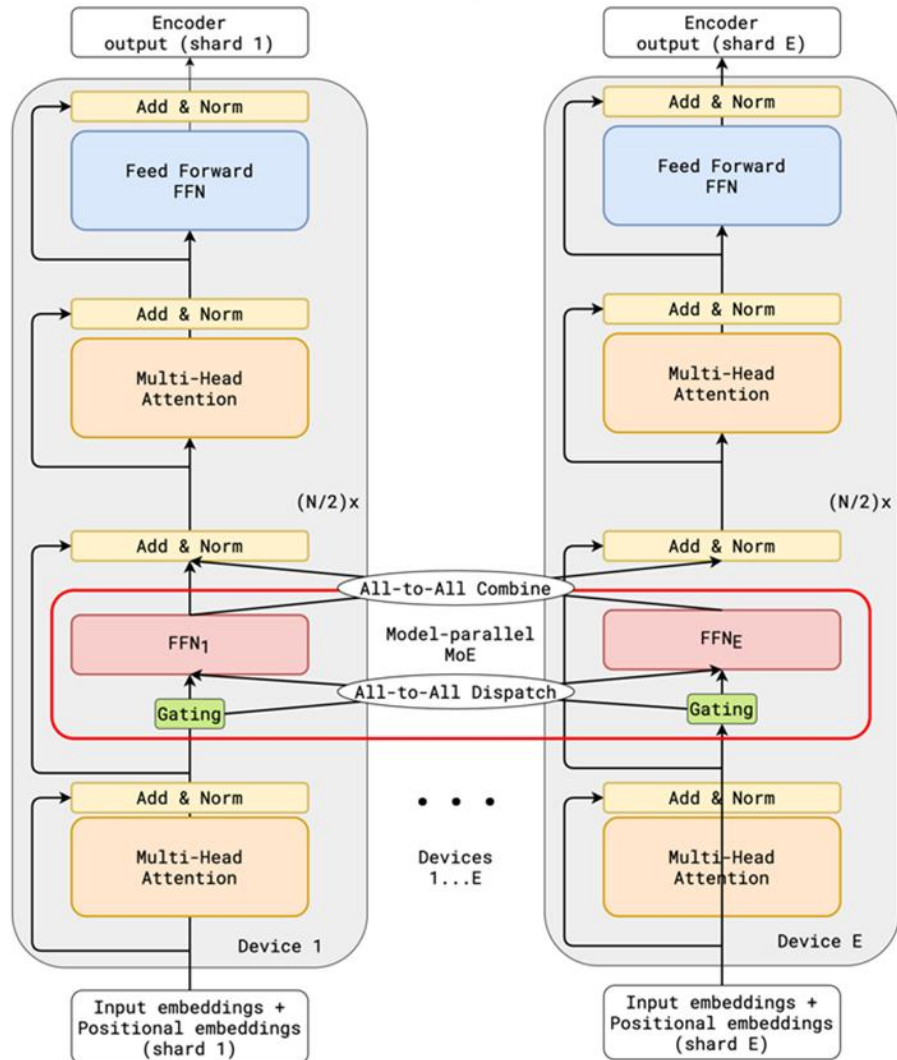 Encoder
output (shard 1)
Add & Norm
Feed Forward
FFN
Add & Norm
Multi-Head
Attention
(N/2)x
Add & Norm
FFN1
Gating
Add & Norm
Multi-Head
Attention
Device 1
Input embeddings +
Positional embeddings
(shard 1)
All-to-All Combine
Model-parallel
MoE
All-to-All Dispatch
Devices
1...E
Encoder
output (shard E)
Add & Norm
Feed Forward
FFN
Add & Norm
Multi-Head
Attention
(N/2)x
Add & Norm
FFNE
Gating
Add & Norm
Multi-Head
Attention
Device E
Input embeddings +
Positional embeddings
(shard E)